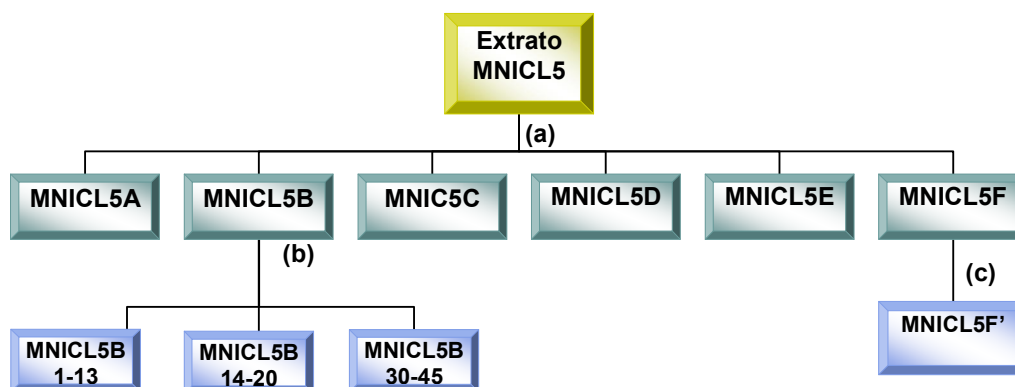 Extrato
MNICL5
(a)
MNICL5A
MNICL5B
MNIC5C
MNICL5D
MNICL5E
MNICL5F
(b)
(c)
MNICL5B
1-13
MNICL5B
14-20
MNICL5B
30-45
MNICL5F’